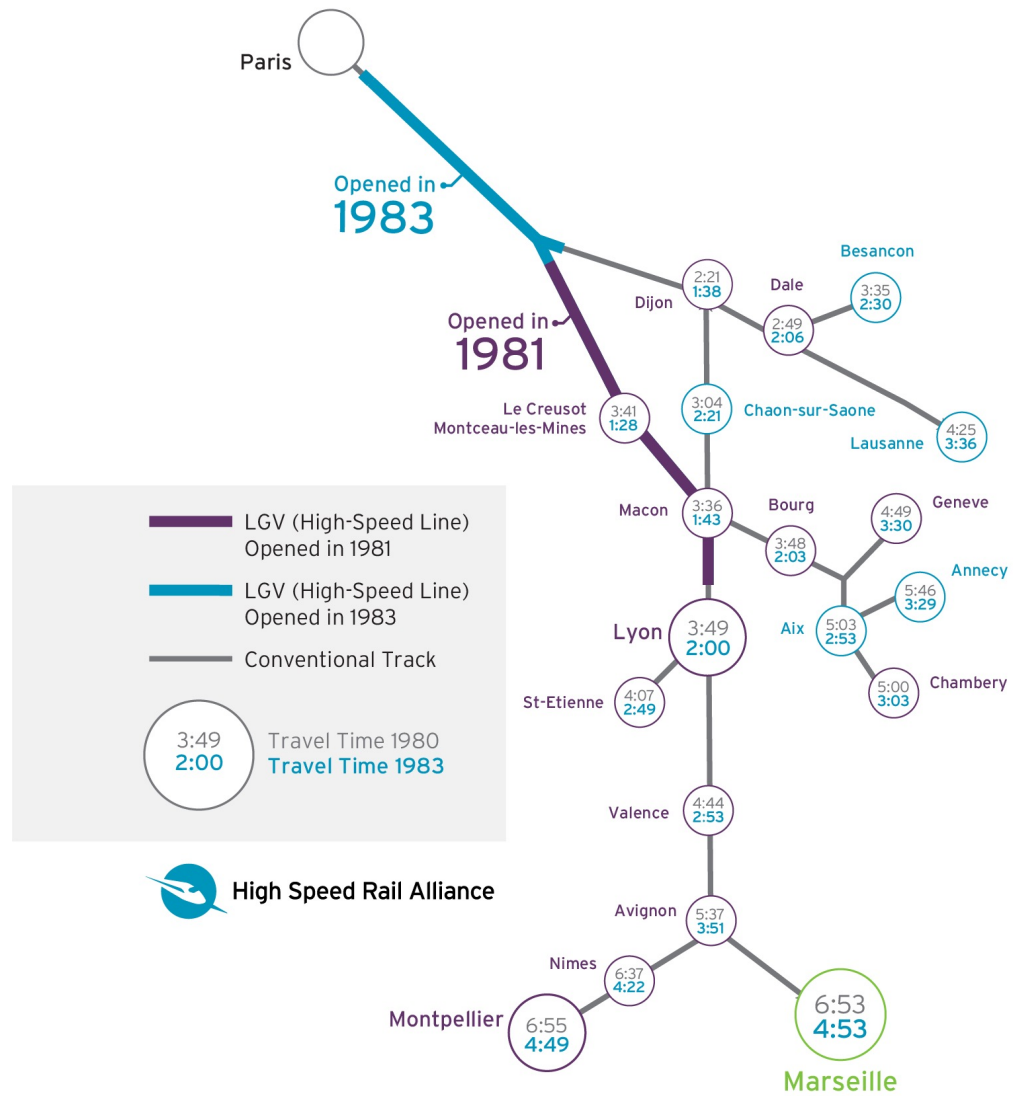 Paris
Opened in
1983
Besancon
3:35
2:30
Dale
2:21
1:38
Dijon
2:49
2:06
Opened in
1981
Le Creusot
Montceau-les-Mines
3:41
1:28
3:04
2:21
Chaon-sur-Saone
4:25
3:36
Lausanne
Macon
3:36
1:43
Bourg
3:48
2:03
Geneve
4:49
3:30
Annecy
5:46
3:29
Aix
5:03
2:53
Chambery
5:00
3:03
Lyon
3:49
2:00
St-Etienne
4:07
2:49
LGV (High-Speed Line)
Opened in 1981
LGV (High-Speed Line)
Opened in 1983
Conventional Track
3:49
2:00
Travel Time 1980
Travel Time 1983
Valence
4:44
2:53
High Speed Rail Alliance
Avignon
5:37
3:51
Nimes
6:37
4:22
Montpellier
6:55
4:49
6:53
4:53
Marseille